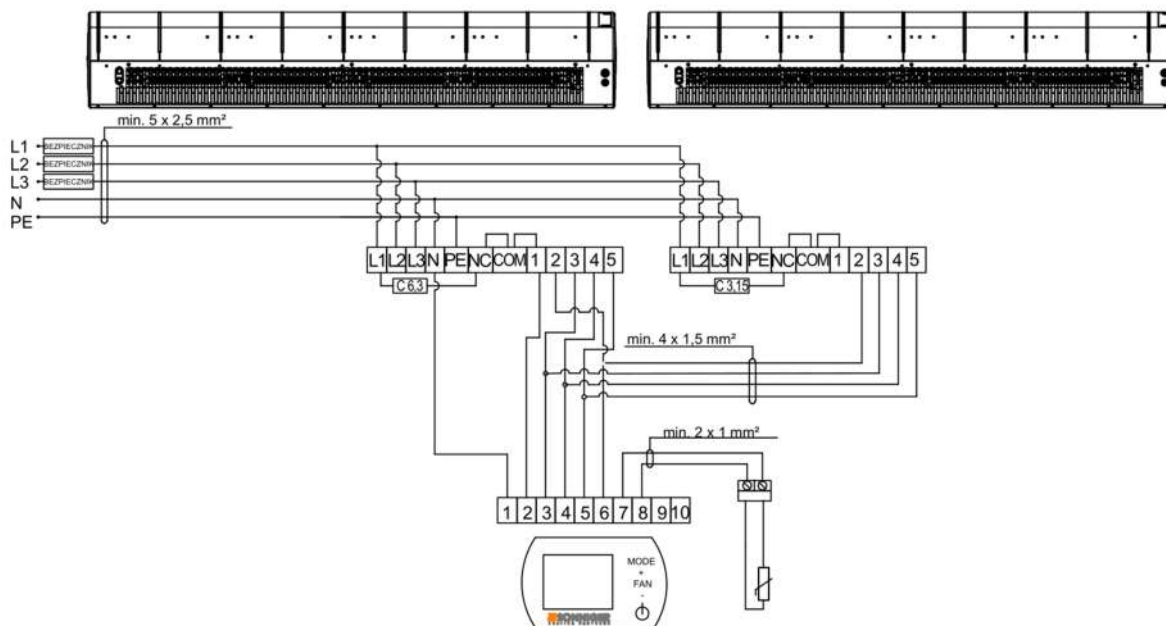 min. 5 x 2,5 mm²
L1 BEZPIECZNIK
L2 BEZPIECZNIK
L3 BEZPIECZNIK
N
PE
L1 L2 L3 N PE NC COM 1 2 3 4 5
L1 L2 L3 N PE NC COM 1 2 3 4 5
C 6,3
C 3,15
min. 4 x 1,5 mm²
min. 2 x 1 mm²
1 2 3 4 5 6 7 8 9 10
MODE
+
FAN
-
SONNIGER